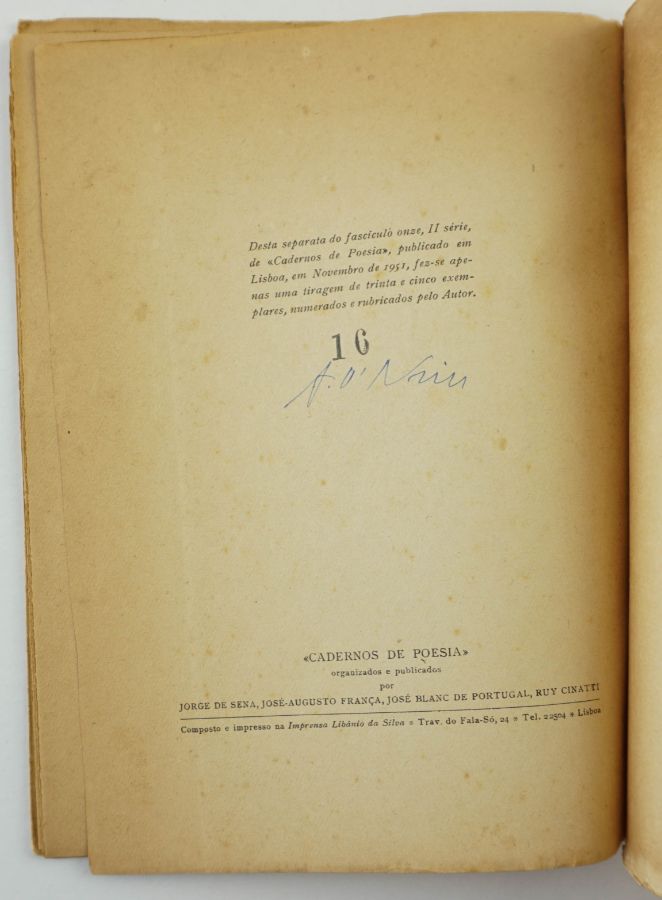 Desta separata do fascículo onze, II série,
de «Cadernos de Poesia», publicado em
Lisboa, em Novembro de 1951, fez-se ape-
nas uma tiragem de trinta e cinco exem-
plares, numerados e rubricados pelo Autor.
16
A. O'Neill
«CADERNOS DE POESIA»
organizados e publicados
por
JORGE DE SENA, JOSÉ-AUGUSTO FRANÇA, JOSÉ BLANC DE PORTUGAL, RUY CINATTI
Composto e impresso na Imprensa Libânio da Silva * Trav. do Fala-Só, 24 * Tel. 22504 * Lisboa